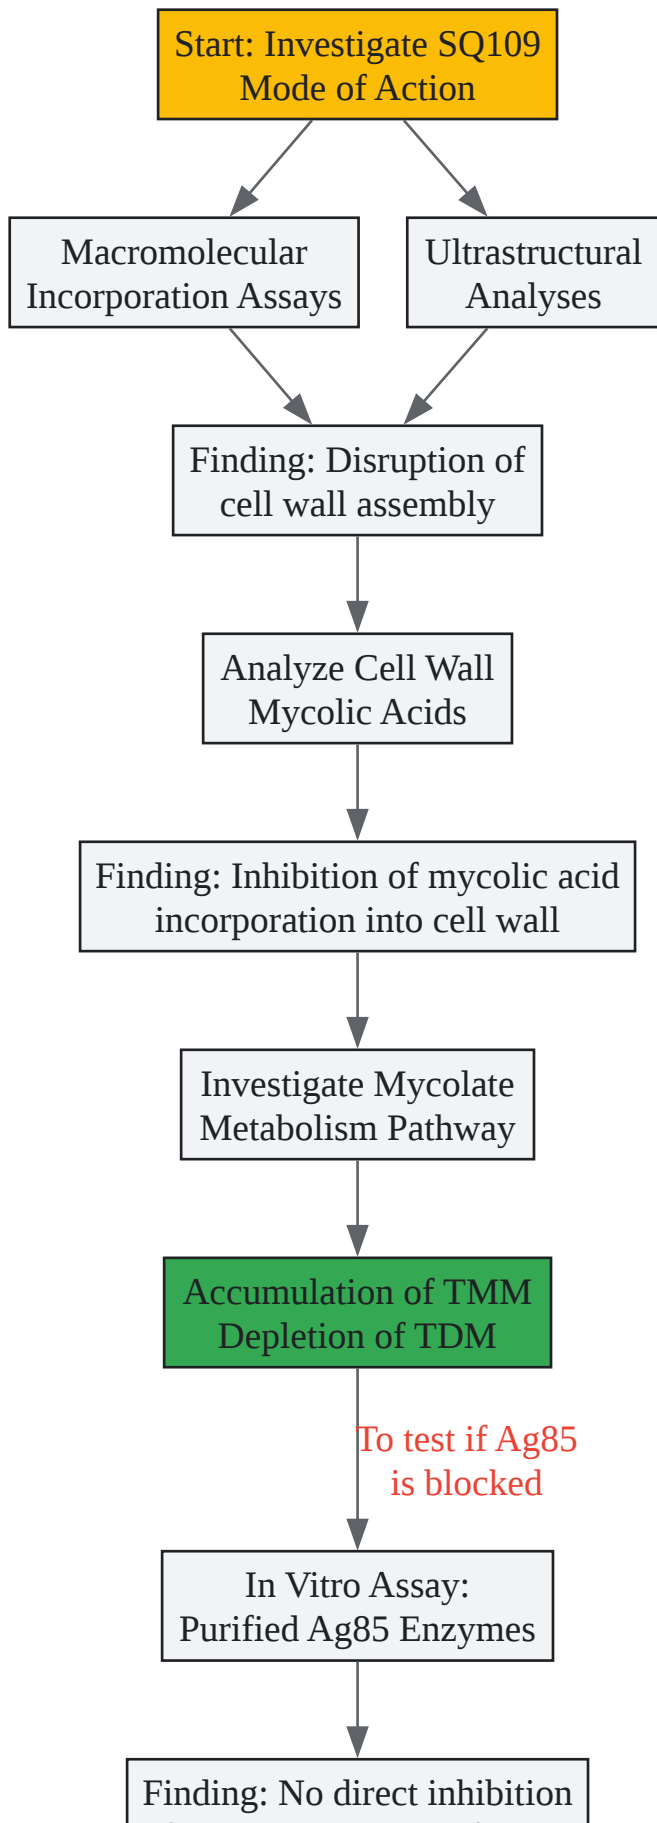 Start: Investigate SQ109
Mode of Action
Macromolecular
Incorporation Assays
Ultrastructural
Analyses
Finding: Disruption of
cell wall assembly
Analyze Cell Wall
Mycolic Acids
Finding: Inhibition of mycolic acid
incorporation into cell wall
Investigate Mycolate
Metabolism Pathway
Accumulation of TMM
Depletion of TDM
To test if Ag85
is blocked
In Vitro Assay:
Purified Ag85 Enzymes
Finding: No direct inhibition